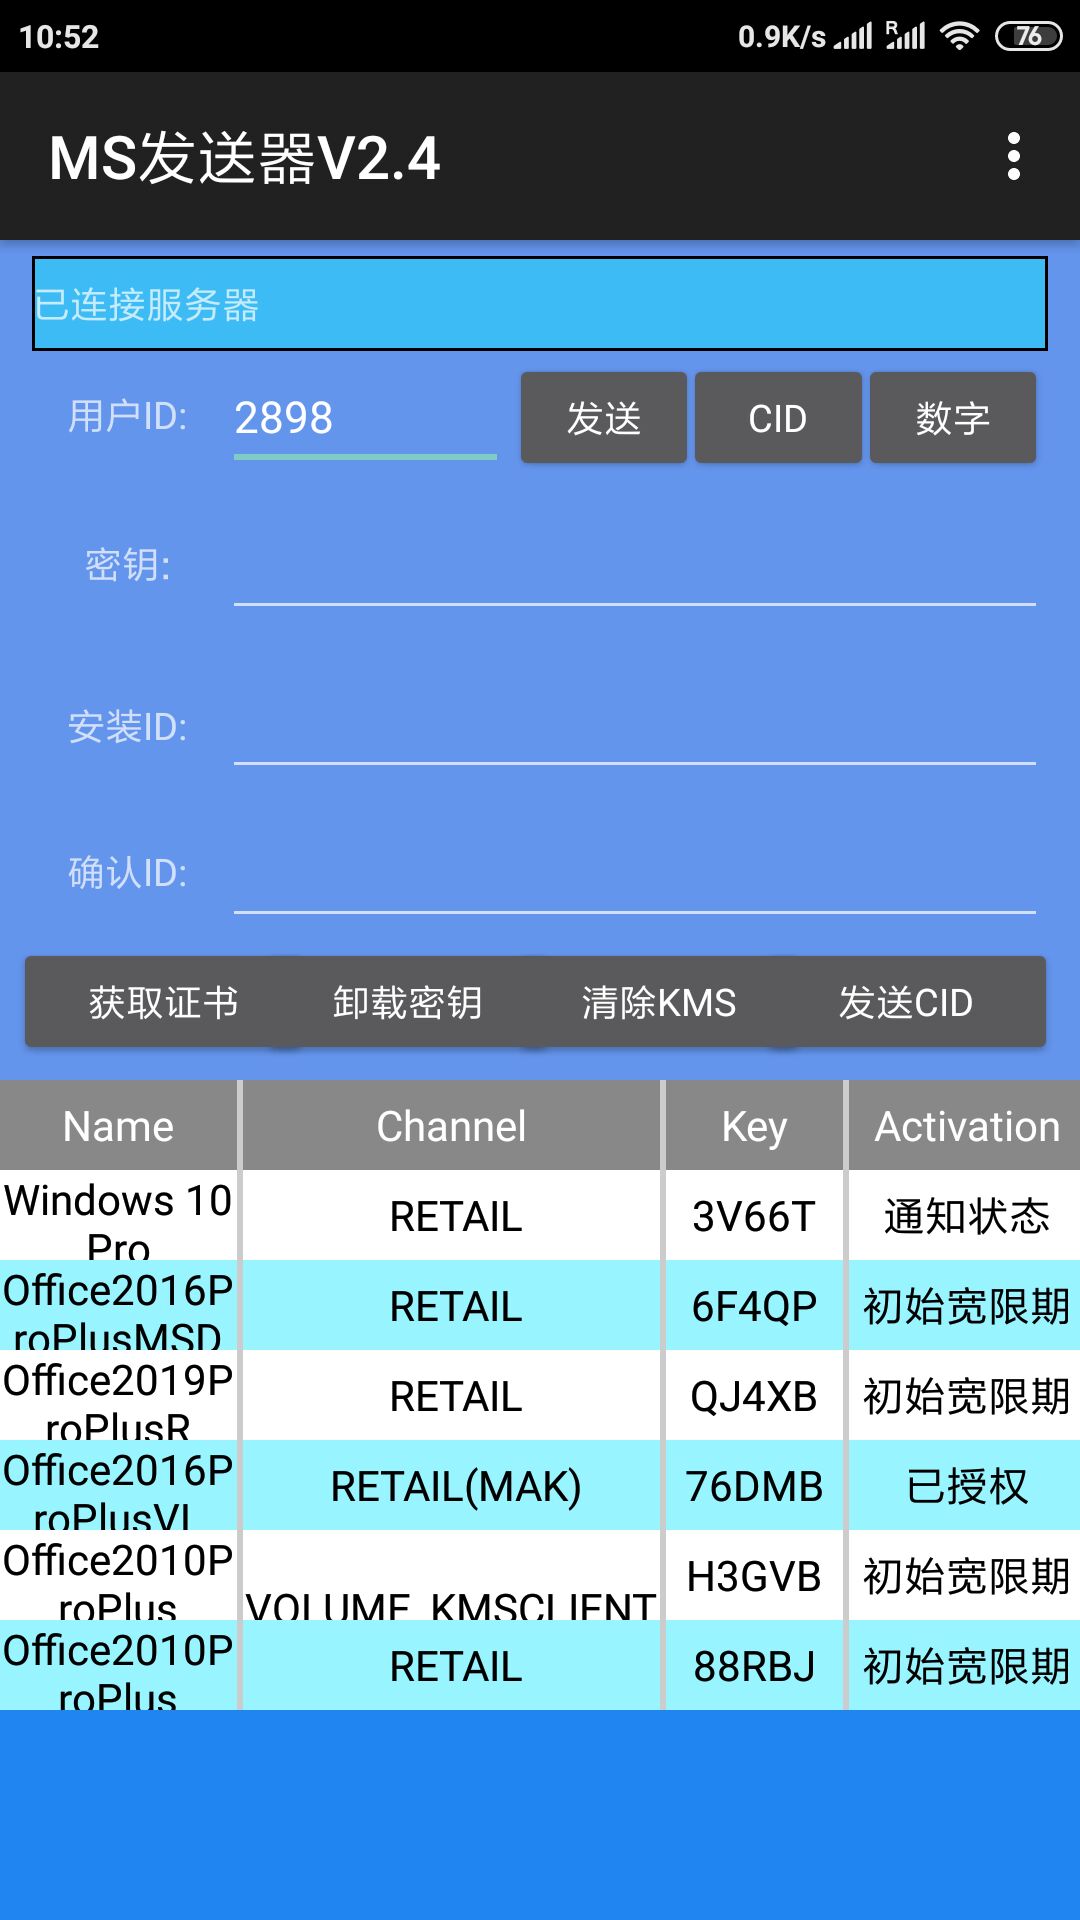 10:52 0.9K/s R 76
MS发送器V2.4
已连接服务器
用户ID: 2898 发送 CID 数字
密钥:
安装ID:
确认ID:
获取证书 卸载密钥 清除KMS 发送CID
Name Channel Key Activation
Windows 10 Pro RETAIL 3V66T 通知状态
Office2016ProPlusMSD RETAIL 6F4QP 初始宽限期
Office2019ProPlusR RETAIL QJ4XB 初始宽限期
Office2016ProPlusVL RETAIL(MAK) 76DMB 已授权
Office2010ProPlus VOLUME_KMSCLIENT H3GVB 初始宽限期
Office2010ProPlus RETAIL 88RBJ 初始宽限期